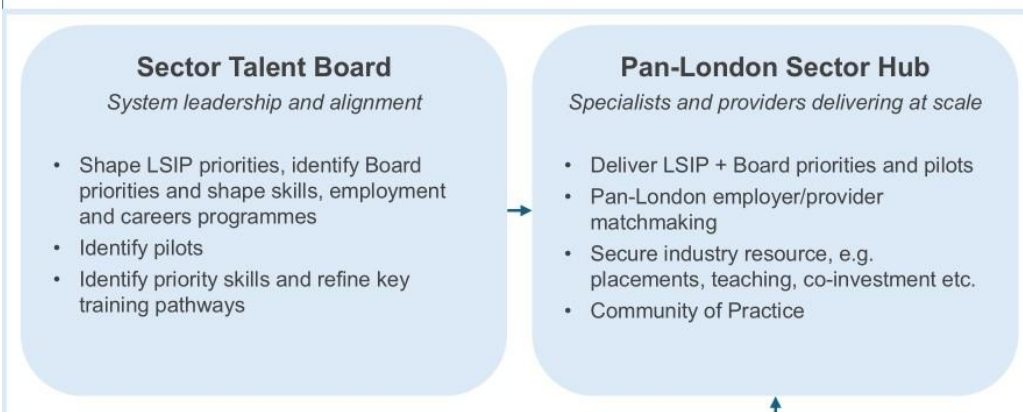 Sector Talent Board
System leadership and alignment
• Shape LSIP priorities, identify Board
priorities and shape skills, employment
and careers programmes
• Identify pilots
• Identify priority skills and refine key
training pathways
Pan-London Sector Hub
Specialists and providers delivering at scale
• Deliver LSIP + Board priorities and pilots
• Pan-London employer/provider
matchmaking
• Secure industry resource, e.g.
placements, teaching, co-investment etc.
• Community of Practice